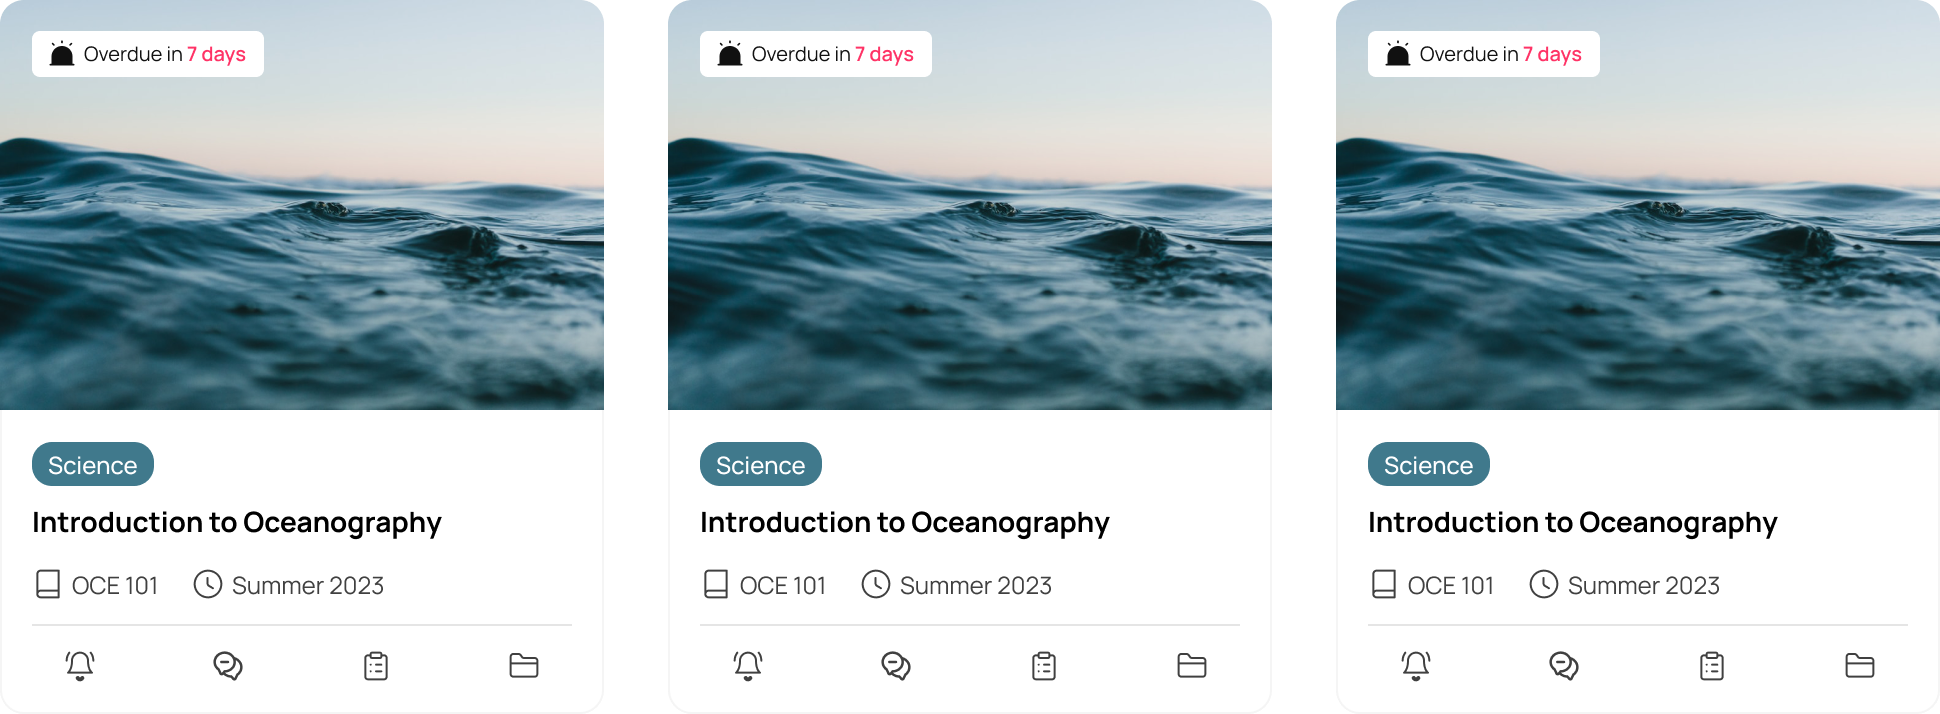 Overdue in 7 days
Science
Introduction to Oceanography
OCE 101 Summer 2023
Overdue in 7 days
Science
Introduction to Oceanography
OCE 101 Summer 2023
Overdue in 7 days
Science
Introduction to Oceanography
OCE 101 Summer 2023